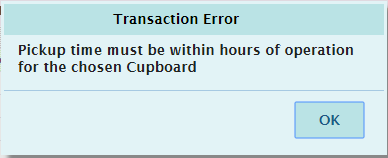 Transaction Error
Pickup time must be within hours of operation
for the chosen Cupboard
OK